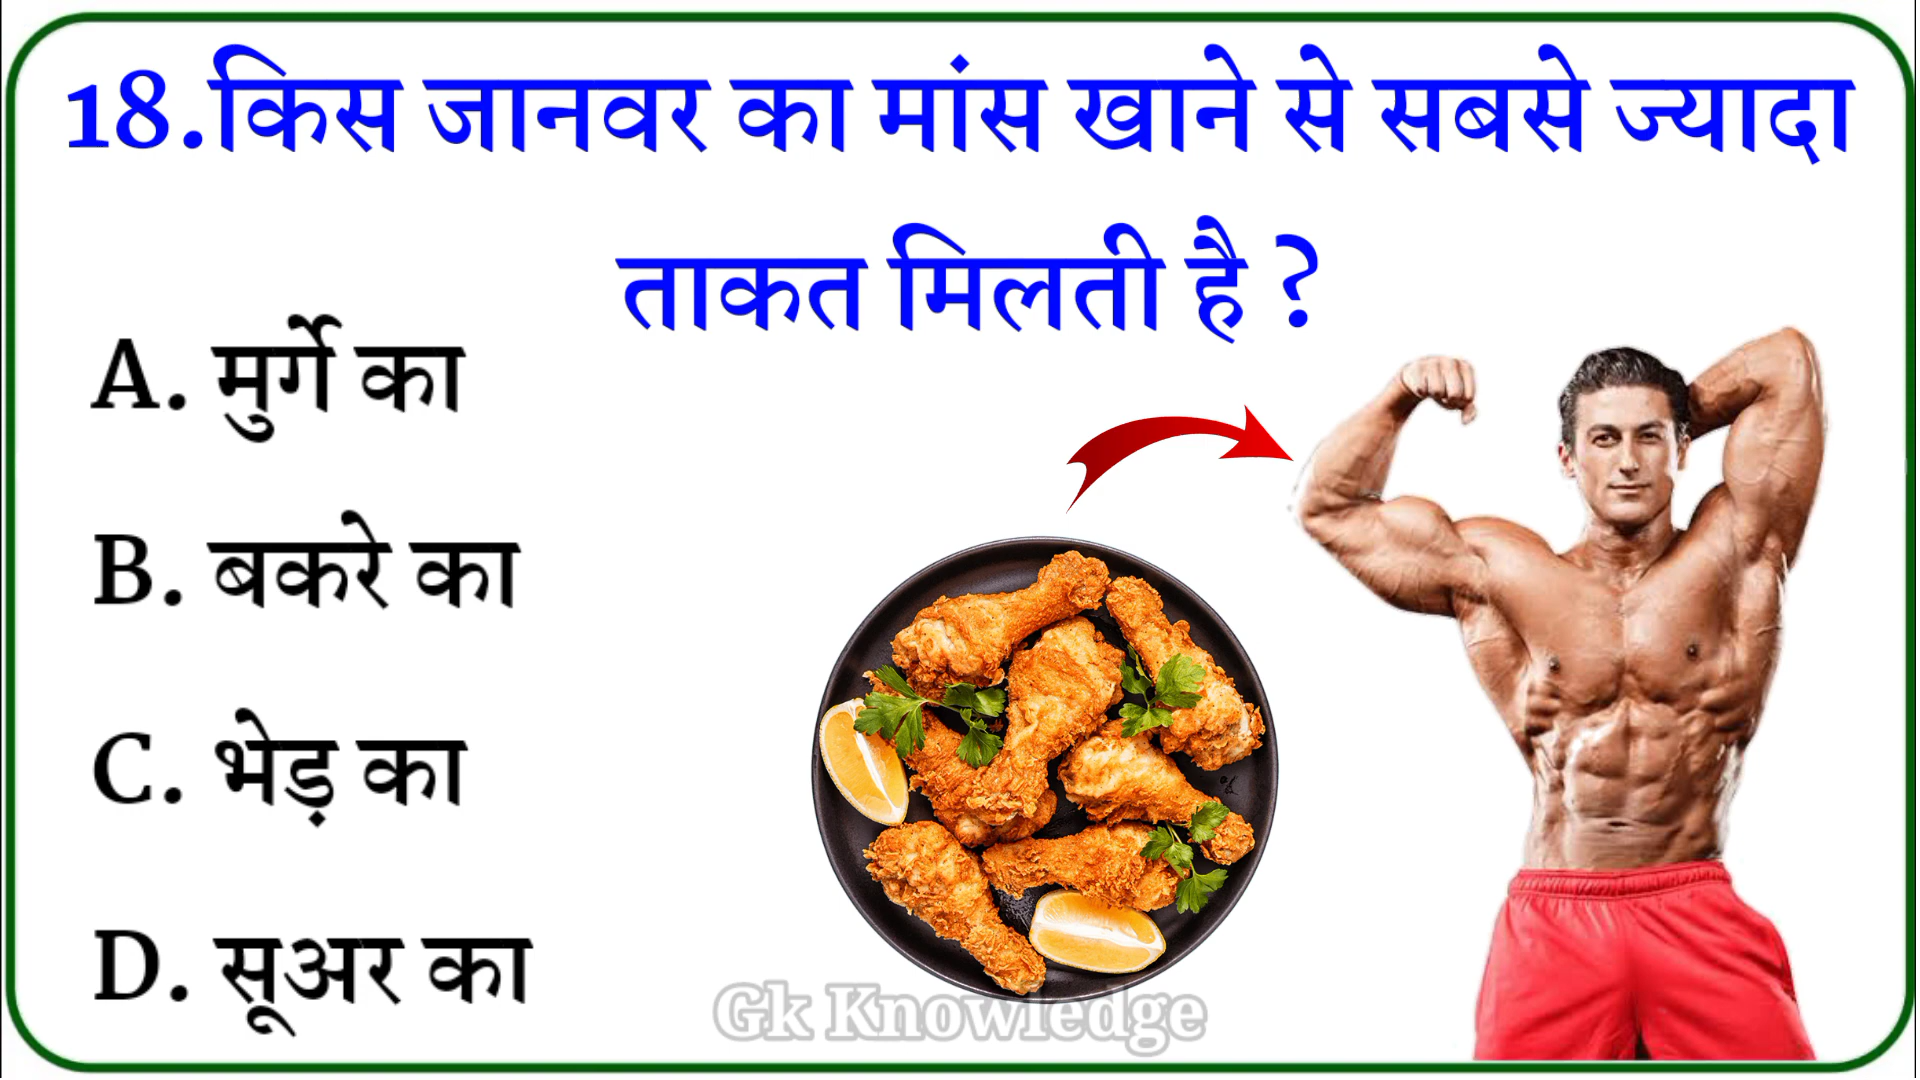 18.किस जानवर का मांस खाने से सबसे ज्यादा
ताकत मिलती है ?
A. मुर्गे का
B. बकरे का
C. भेड़ का
D. सूअर का
Gk Knowledge